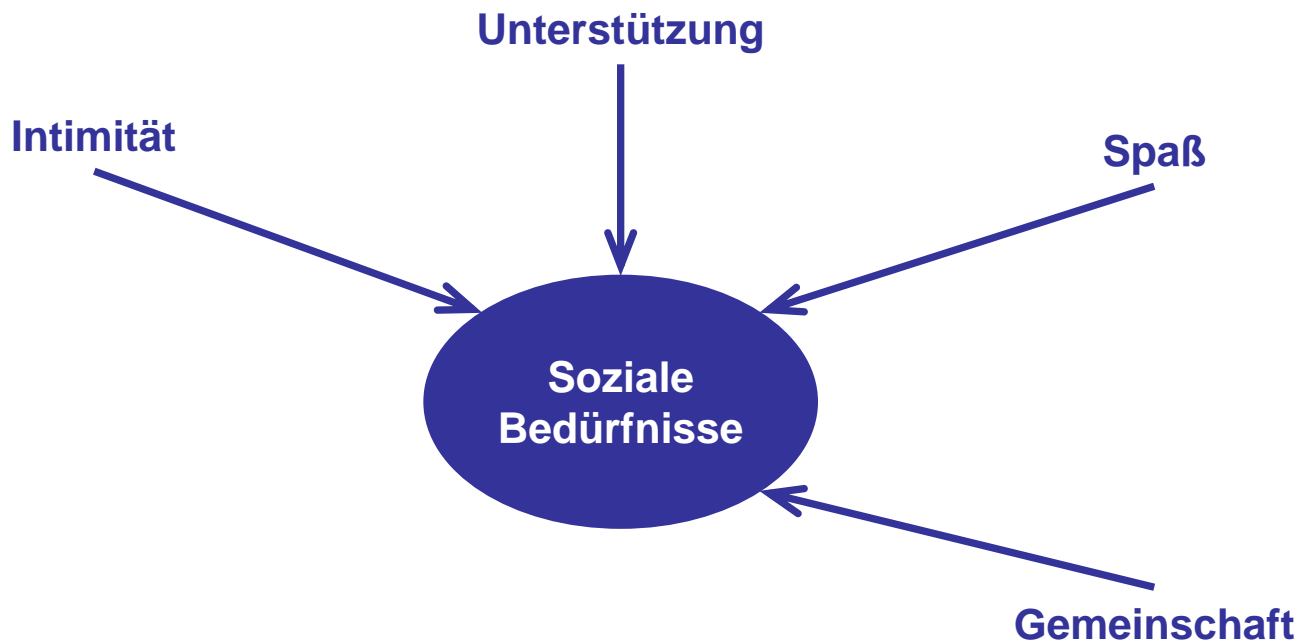 Unterstützung
Intimität
Spaß
Soziale
Bedürfnisse
Gemeinschaft